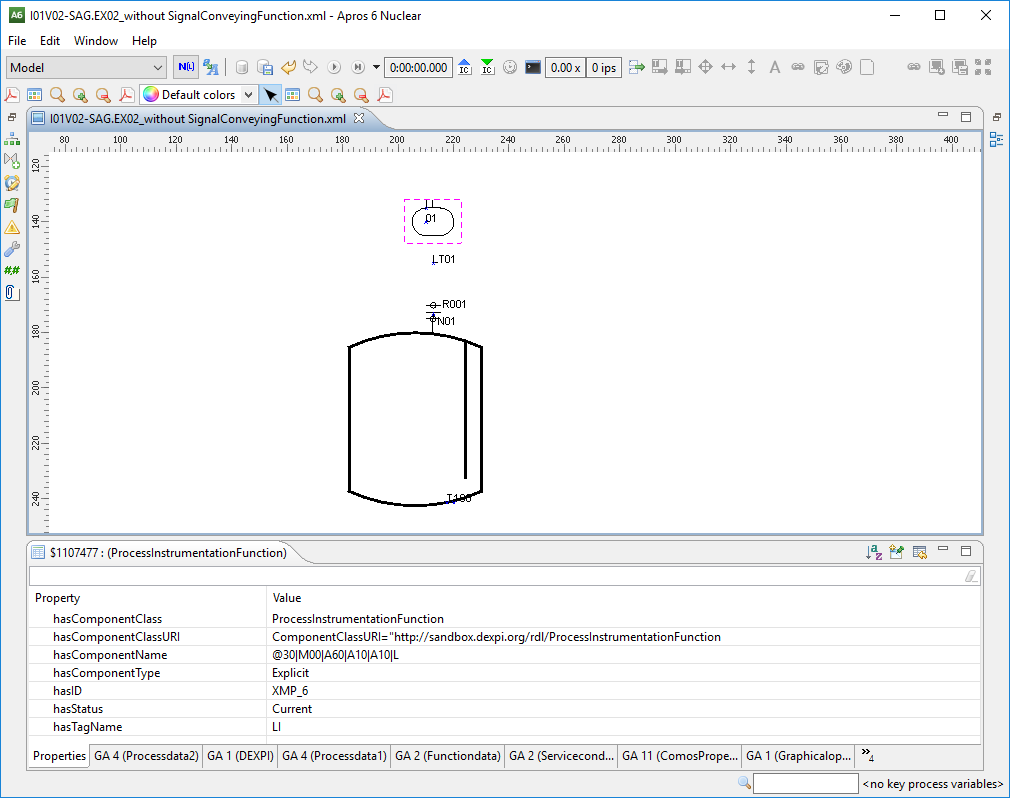 A6 I01V02-SAG.EX02_without SignalConveyingFunction.xml - Apros 6 Nuclear
File Edit Window Help
Model N(L) 0:00:00.000 IC IC 0.00 x 0 ips
Default colors
I01V02-SAG.EX02_without SignalConveyingFunction.xml
80 100 120 140 160 180 200 220 240 260 280 300 320 340 360 380 400
120
140
160
180
200
220
240
LI
01
LT01
R001
N01
T100
$1107477 : (ProcessInstrumentationFunction)
Property Value
hasComponentClass ProcessInstrumentationFunction
hasComponentClassURI ComponentClassURI="http://sandbox.dexpi.org/rdl/ProcessInstrumentationFunction
hasComponentName @30|M00|A60|A10|A10|L
hasComponentType Explicit
hasID XMP_6
hasStatus Current
hasTagName LI
Properties GA 4 (Processdata2) GA 1 (DEXPI) GA 4 (Processdata1) GA 2 (Functiondata) GA 2 (Servicecond... GA 11 (ComosPrope... GA 1 (Graphicalop... »4
<no key process variables>